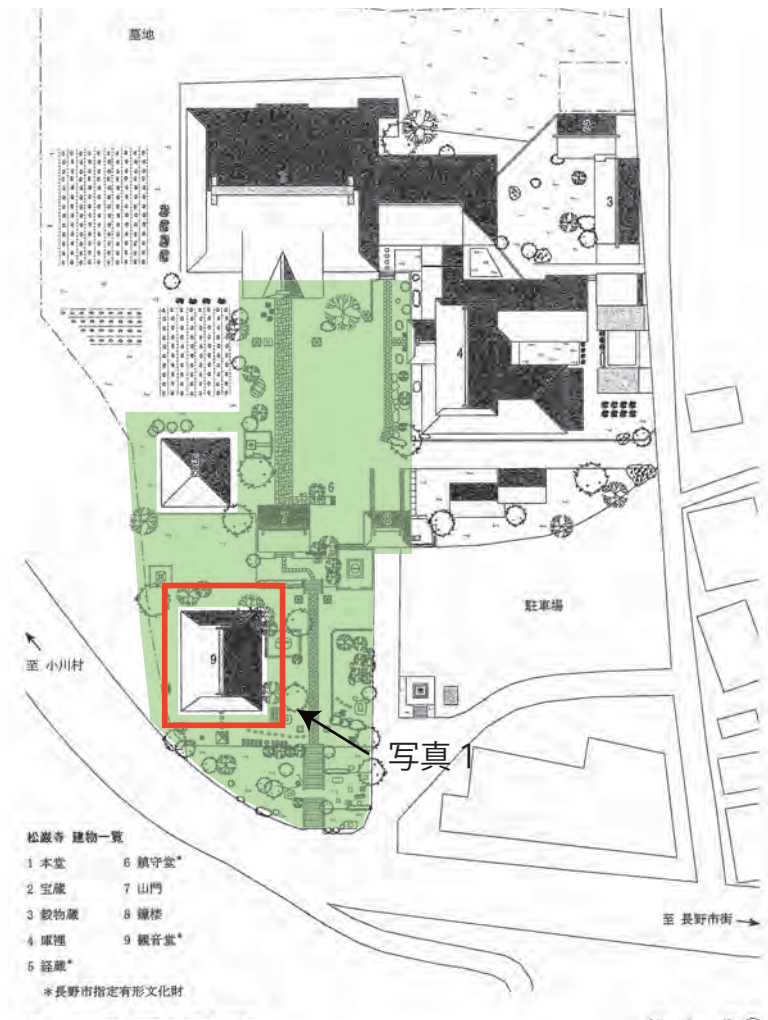 墓地
3
4
6
7
8
9
駐車場
至 小川村
写真1
松巌寺 建物一覧
1 本堂 6 鎮守堂*
2 宝蔵 7 山門
3 穀物蔵 8 鐘楼
4 庫裡 9 観音堂*
5 経蔵*
*長野市指定有形文化財
至 長野市街